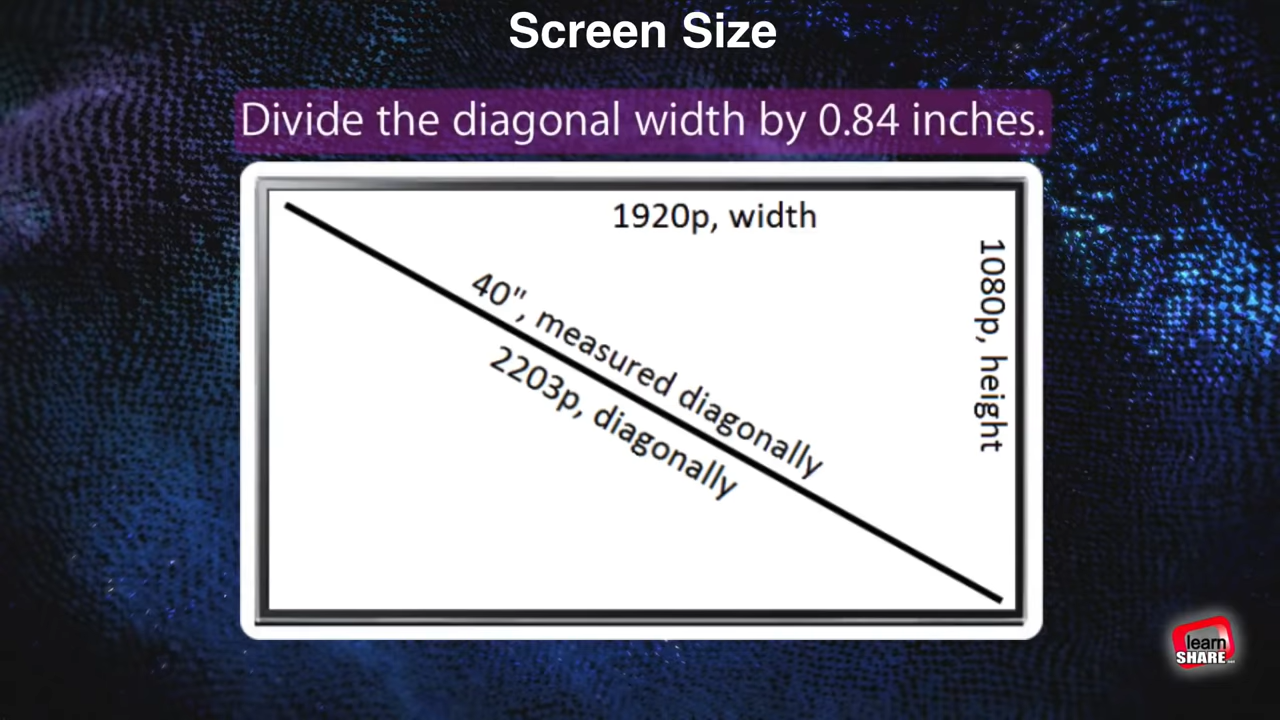 Screen Size
Divide the diagonal width by 0.84 inches.
1920p, width
1080p, height
40", measured diagonally
2203p, diagonally
learn
SHARE